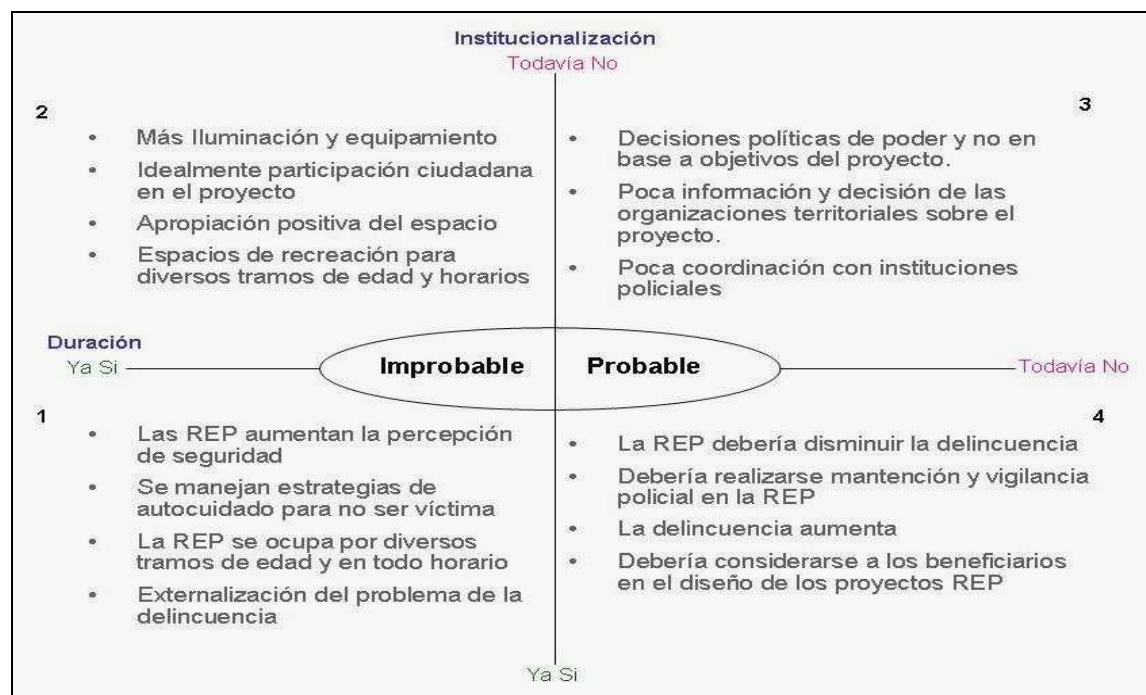 Institucionalización
Todavía No
2
• Más Iluminación y equipamiento
• Idealmente participación ciudadana
en el proyecto
• Apropiación positiva del espacio
• Espacios de recreación para
diversos tramos de edad y horarios
3
• Decisiones políticas de poder y no en
base a objetivos del proyecto.
• Poca información y decisión de las
organizaciones territoriales sobre el
proyecto.
• Poca coordinación con instituciones
policiales
Duración
Ya Si
Improbable
Probable
Todavía No
1
• Las REP aumentan la percepción
de seguridad
• Se manejan estrategias de
autocuidado para no ser víctima
• La REP se ocupa por diversos
tramos de edad y en todo horario
• Externalización del problema de la
delincuencia
4
• La REP debería disminuir la delincuencia
• Debería realizarse mantención y vigilancia
policial en la REP
• La delincuencia aumenta
• Debería considerarse a los beneficiarios
en el diseño de los proyectos REP
Ya Si